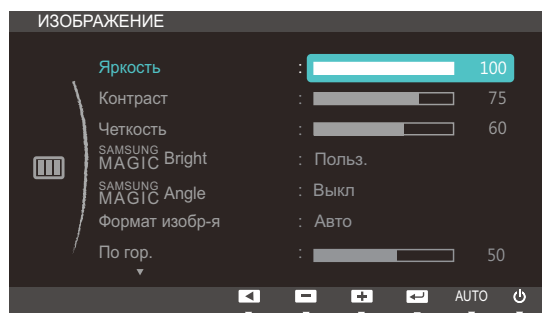 ИЗОБРАЖЕНИЕ
Яркость : 100
Контраст : 75
Четкость : 60
SAMSUNG MAGIC Bright : Польз.
SAMSUNG MAGIC Angle : Выкл
Формат изобр-я : Авто
По гор. : 50
AUTO